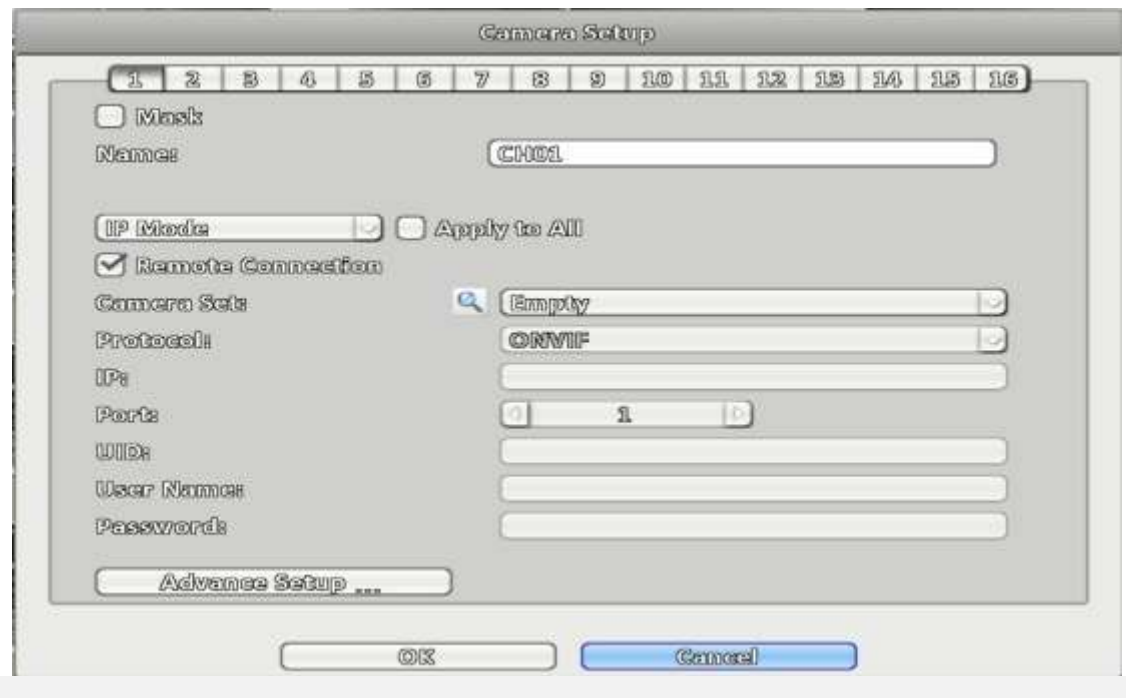 Camera Setup
1 2 3 4 5 6 7 8 9 10 11 12 13 14 15 16
Mask
Name: CH01
IP Mode Apply to All
Remote Connection
Camera Set: Empty
Protocol: ONVIF
IP:
Port: 1
UID:
User Name:
Password:
Advance Setup ...
OK Cancel